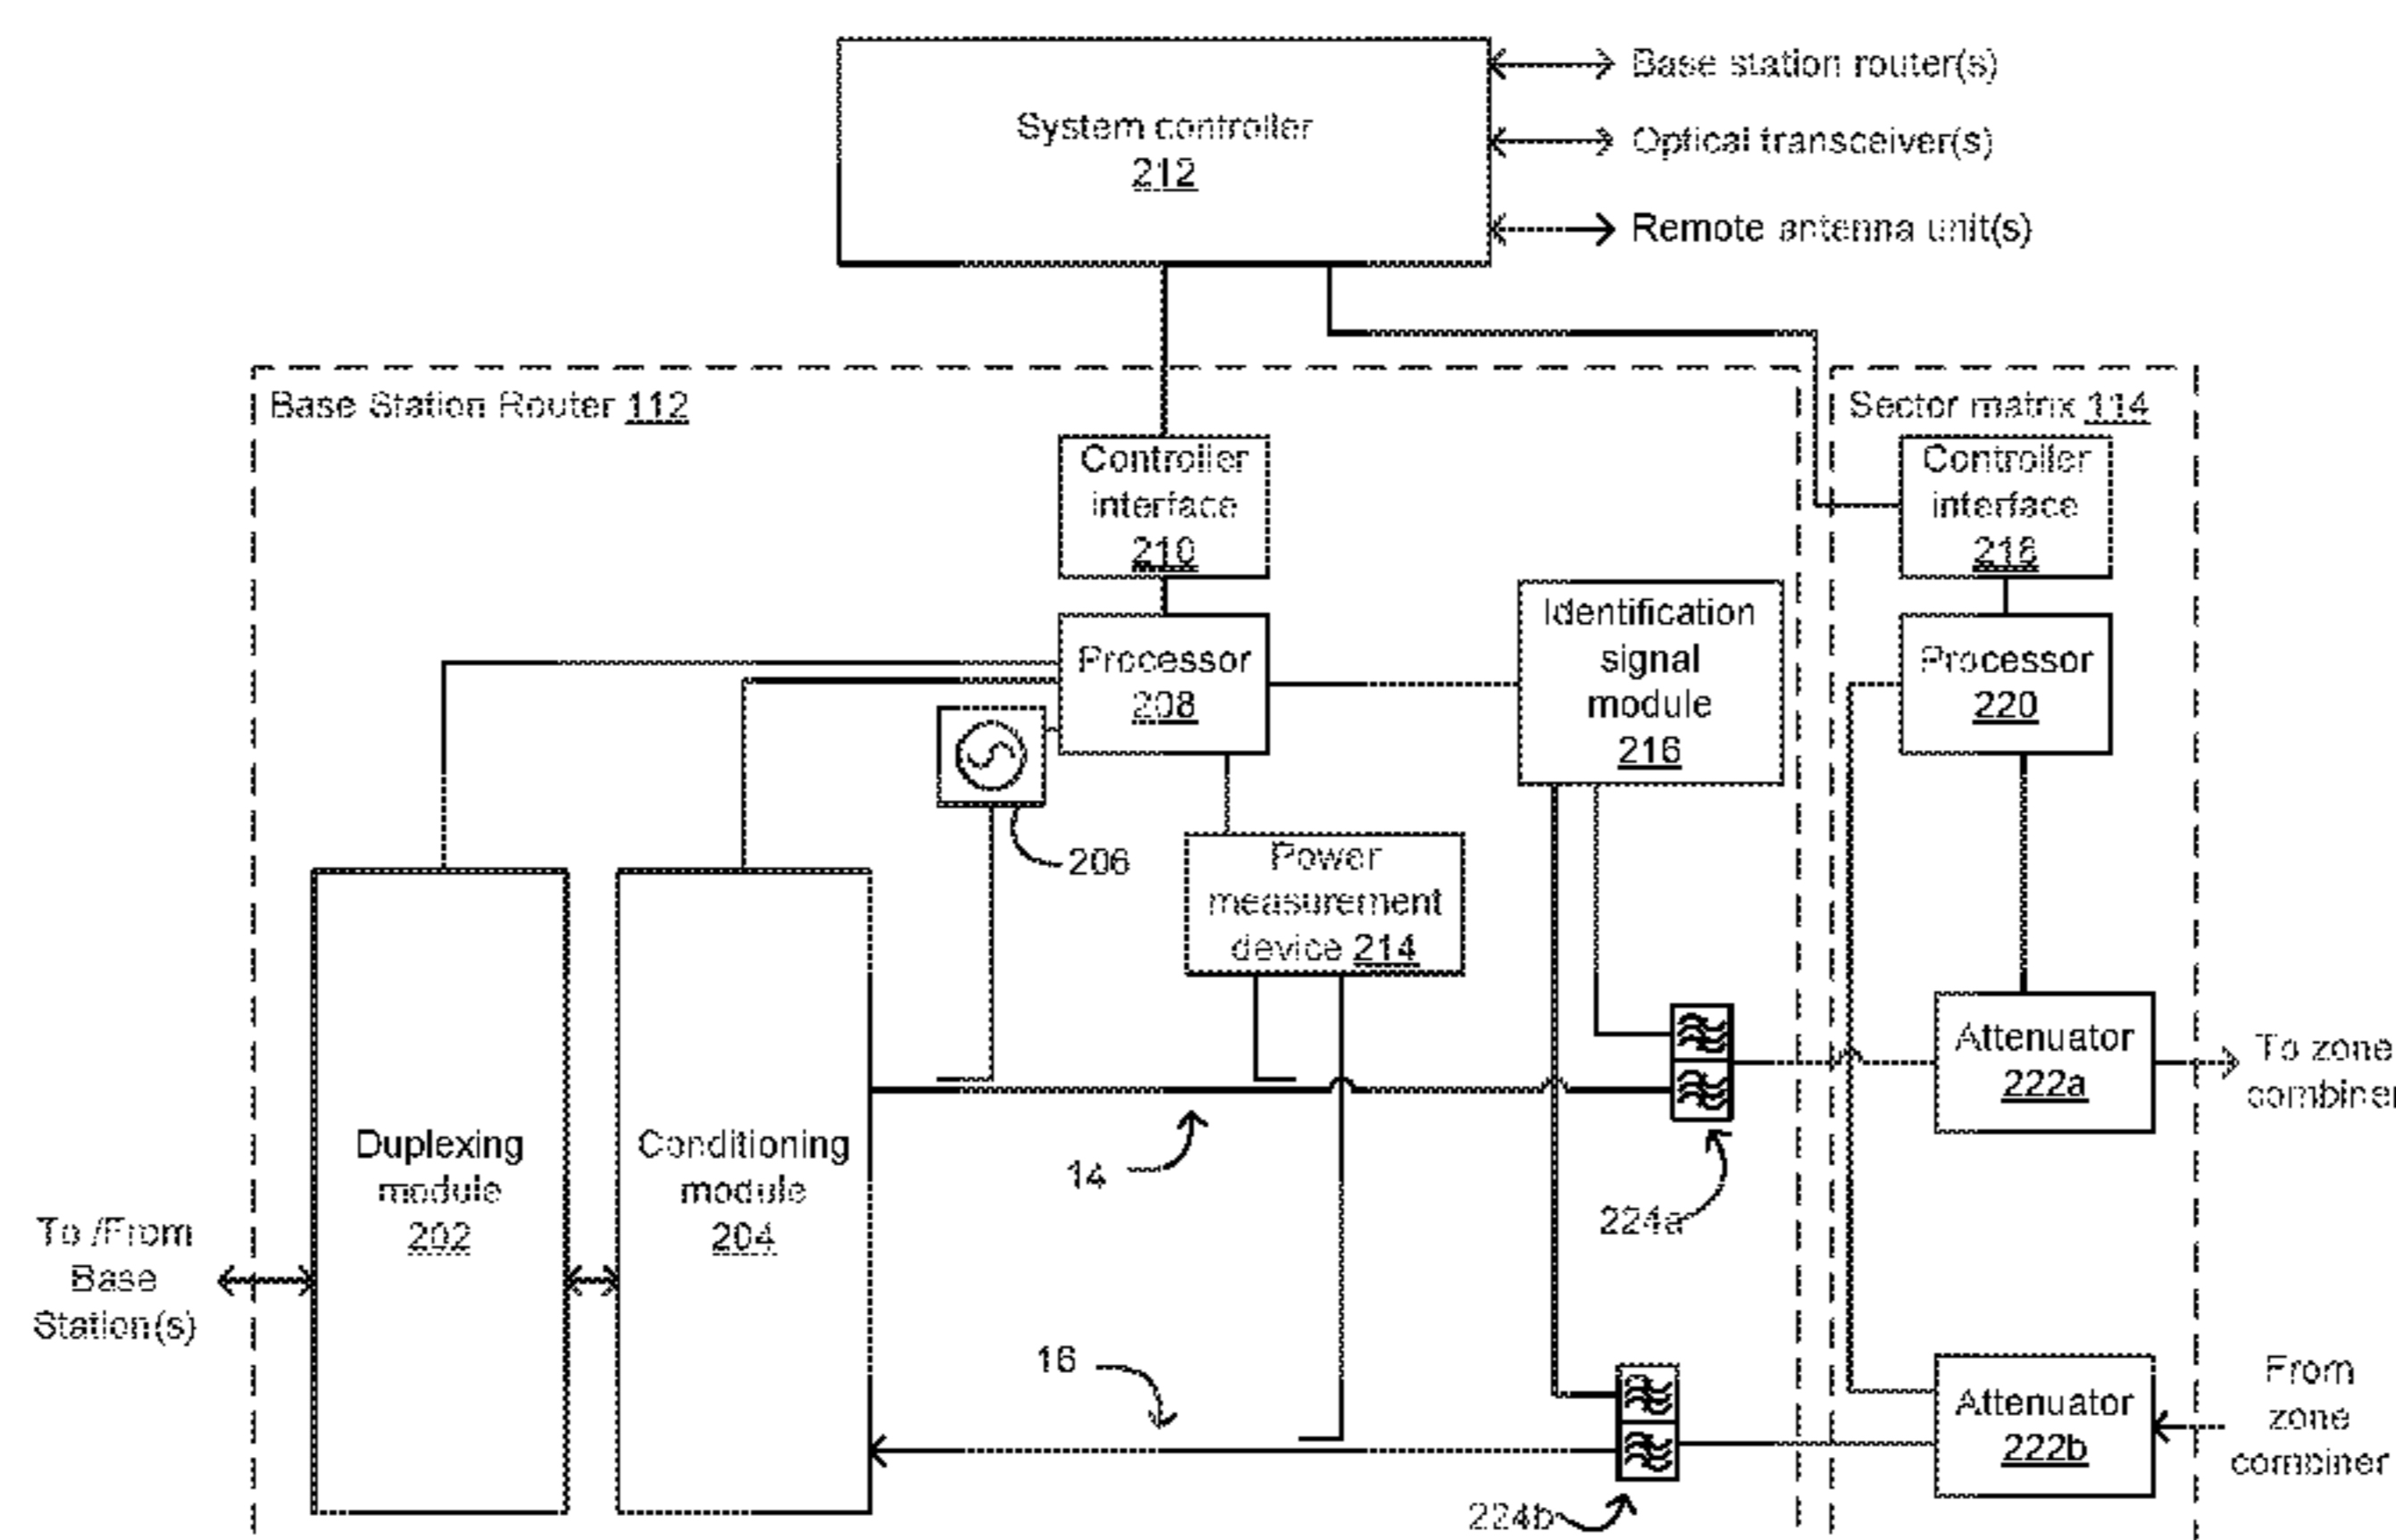 System controller
212
Base station router(s)
Optical transceiver(s)
Remote antenna unit(s)
Base Station Router 112
Sector matrix 114
Controller
interface
210
Controller
interface
218
Processor
208
Identification
signal
module
216
Processor
220
206
Power
measurement
device 214
Attenuator
222a
To zone
combiner
14
224a
Duplexing
module
202
Conditioning
module
204
To /From
Base
Station(s)
16
224b
Attenuator
222b
From
zone
combiner